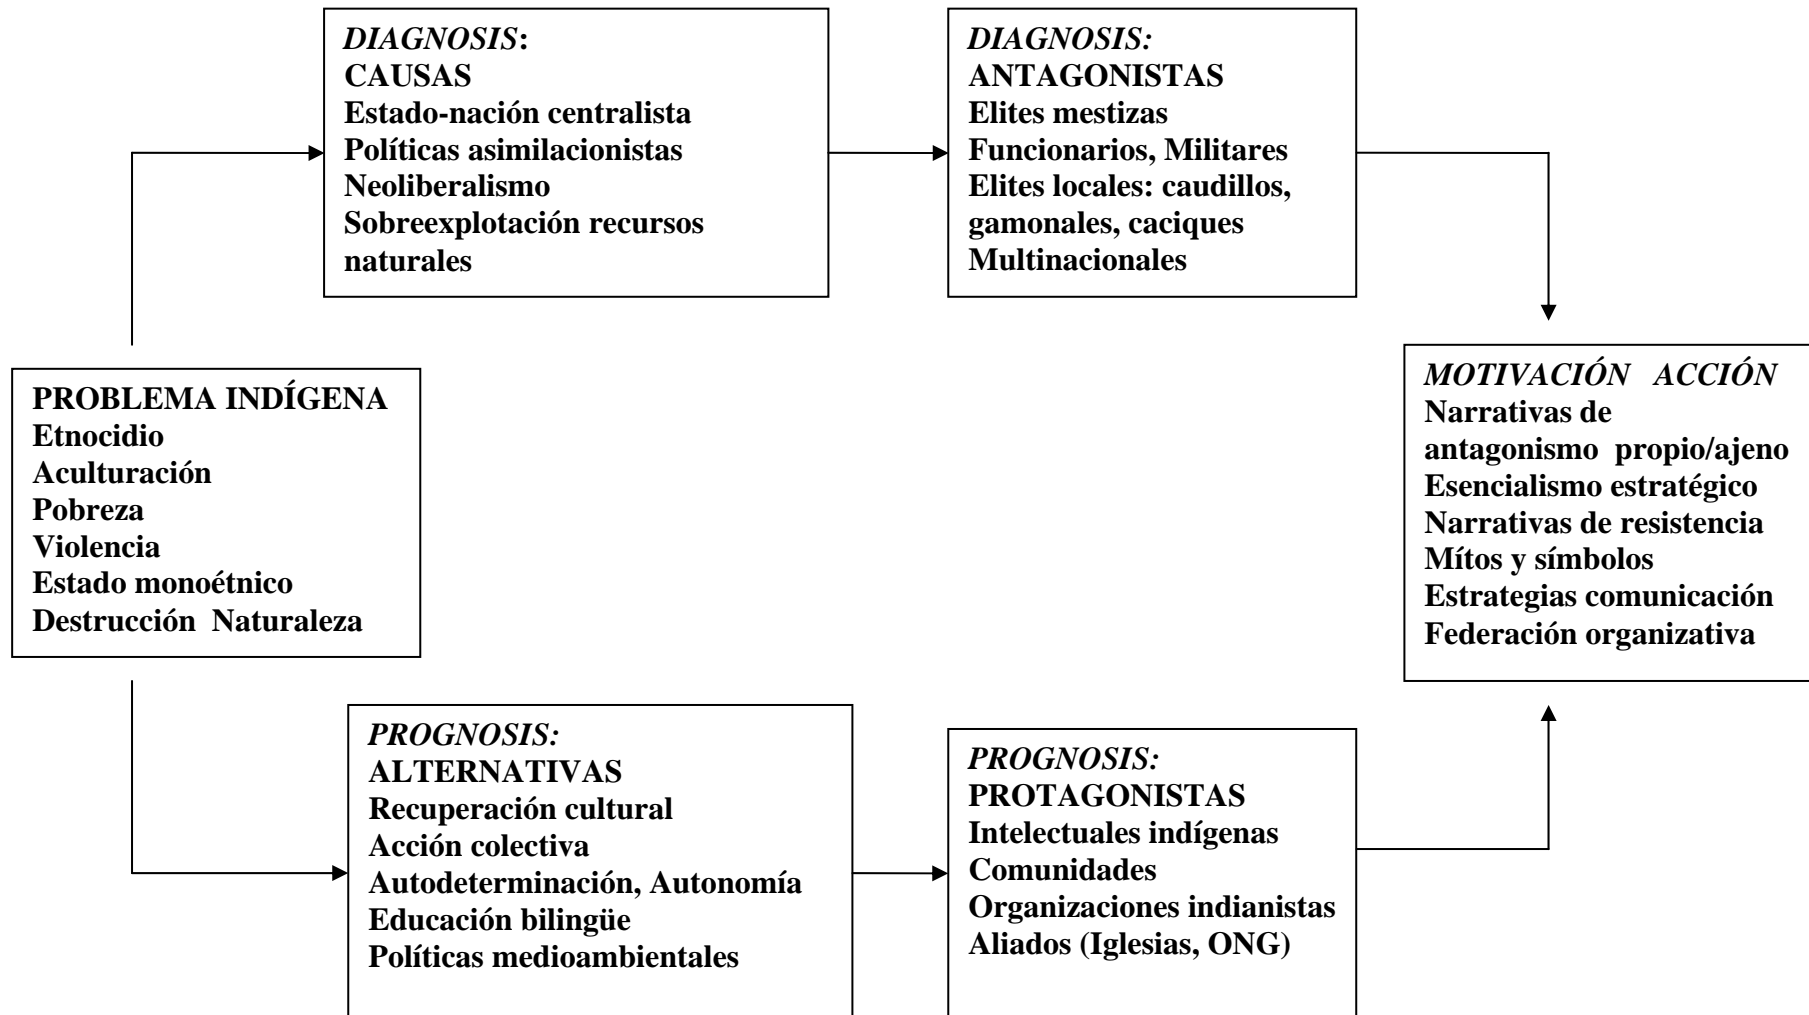 DIAGNOSIS:
CAUSAS
Estado-nación centralista
Políticas asimilacionistas
Neoliberalismo
Sobreexplotación recursos
naturales
DIAGNOSIS:
ANTAGONISTAS
Elites mestizas
Funcionarios, Militares
Elites locales: caudillos,
gamonales, caciques
Multinacionales
PROBLEMA INDÍGENA
Etnocidio
Aculturación
Pobreza
Violencia
Estado monoétnico
Destrucción Naturaleza
MOTIVACIÓN ACCIÓN
Narrativas de
antagonismo propio/ajeno
Esencialismo estratégico
Narrativas de resistencia
Mítos y símbolos
Estrategias comunicación
Federación organizativa
PROGNOSIS:
ALTERNATIVAS
Recuperación cultural
Acción colectiva
Autodeterminación, Autonomía
Educación bilingüe
Políticas medioambientales
PROGNOSIS:
PROTAGONISTAS
Intelectuales indígenas
Comunidades
Organizaciones indianistas
Aliados (Iglesias, ONG)